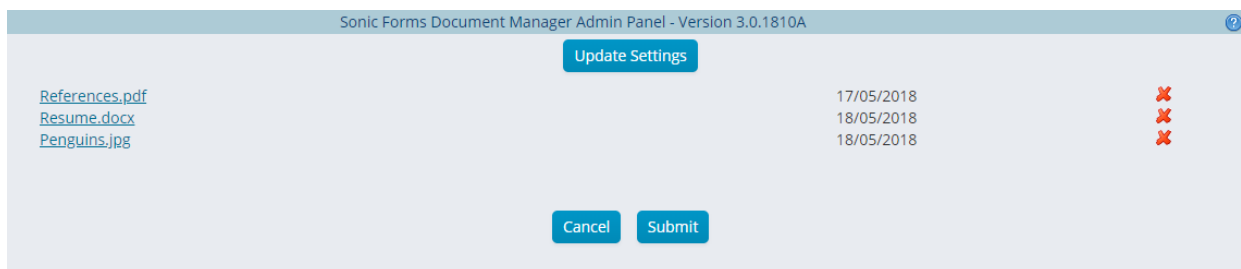 Sonic Forms Document Manager Admin Panel - Version 3.0.1810A ?
Update Settings
References.pdf 17/05/2018
Resume.docx 18/05/2018
Penguins.jpg 18/05/2018
Cancel Submit